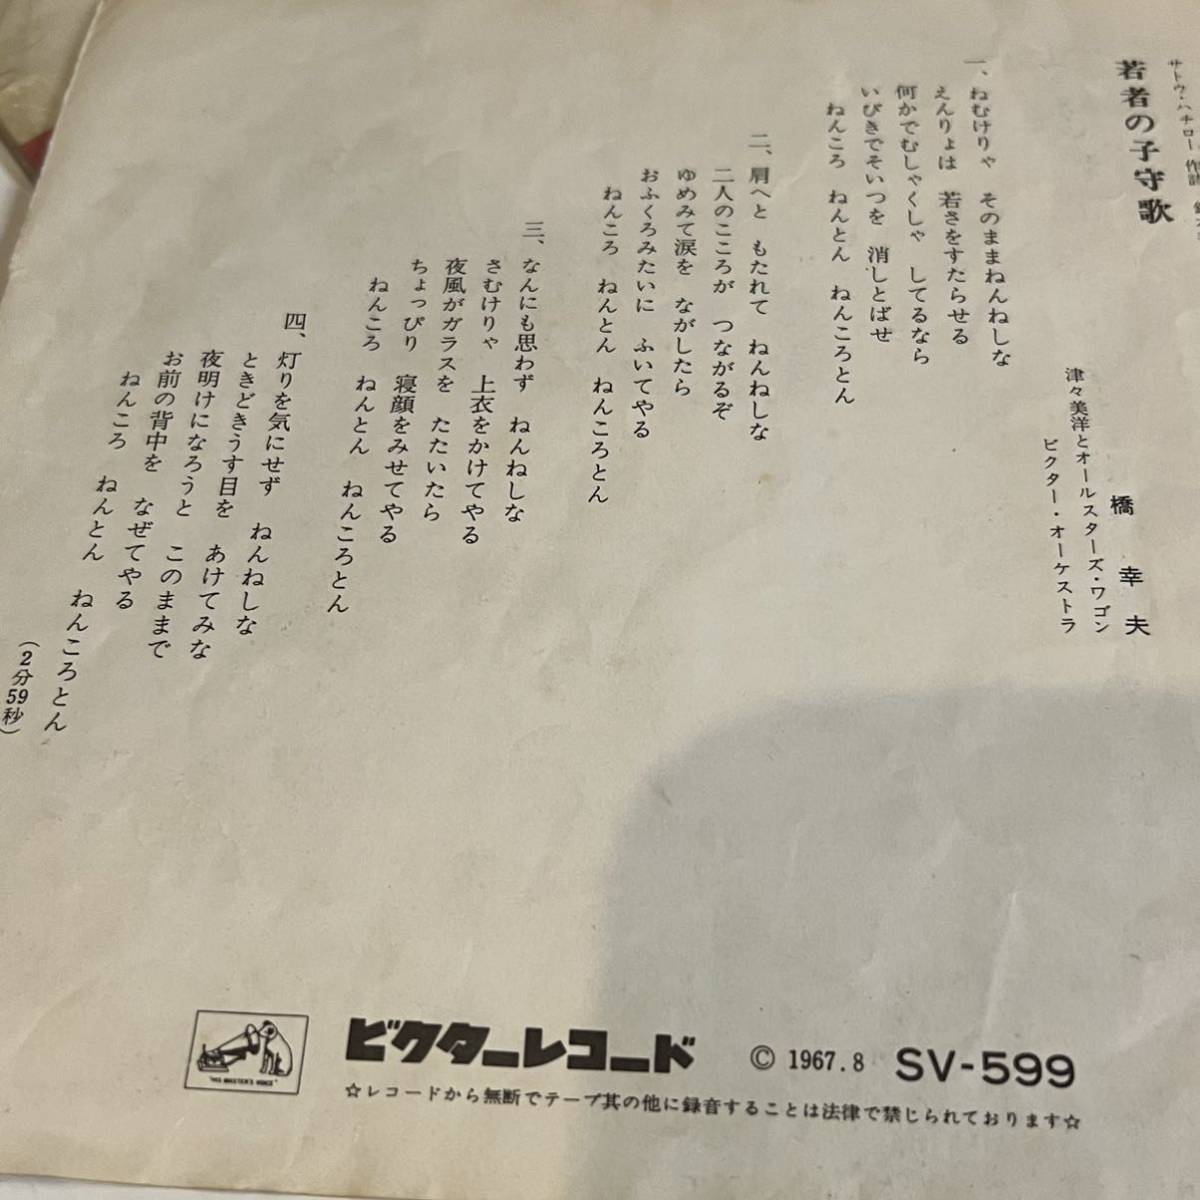 サトウ・ハチロー 作詩
若者の子守歌
橋 幸 夫
津々美洋とオールスターズ・ワゴン
ビクター・オーケストラ
一、ねむけりゃ そのままねんねしな
えんりょは 若さをすたらせる
何かでむしゃくしゃ してるなら
いびきでそいつを 消しとばせ
ねんころ ねんとん ねんころとん
二、肩へと もたれて ねんねしな
二人のこころが つながるぞ
ゆめみて涙を ながしたら
おふくろみたいに ふいてやる
ねんころ ねんとん ねんころとん
三、なんにも思わず ねんねしな
さむけりゃ 上衣をかけてやる
夜風がガラスを たたいたら
ちょっぴり 寝顔をみせてやる
ねんころ ねんとん ねんころとん
四、灯りを気にせず ねんねしな
ときどきうす目を あけてみな
夜明けになろうと このままで
お前の背中を なぜてやる
ねんころ ねんとん ねんころとん
(2分59秒)
"HIS MASTER'S VOICE"
ビクターレコード Ⓒ 1967.8 SV-599
☆レコードから無断でテープ其の他に録音することは法律で禁じられております☆